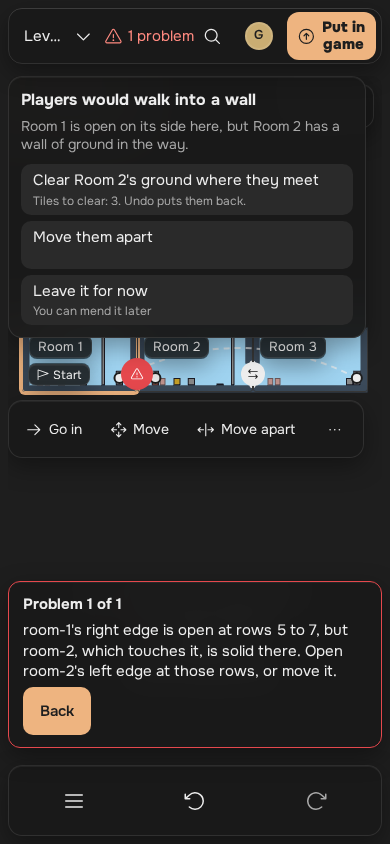 Lev...
1 problem
G
Put in
game
Players would walk into a wall
Room 1 is open on its side here, but Room 2 has a
wall of ground in the way.
Clear Room 2's ground where they meet
Tiles to clear: 3. Undo puts them back.
Move them apart
Leave it for now
You can mend it later
Room 1
Room 2
Room 3
Start
Go in
Move
Move apart
...
Problem 1 of 1
room-1's right edge is open at rows 5 to 7, but
room-2, which touches it, is solid there. Open
room-2's left edge at those rows, or move it.
Back